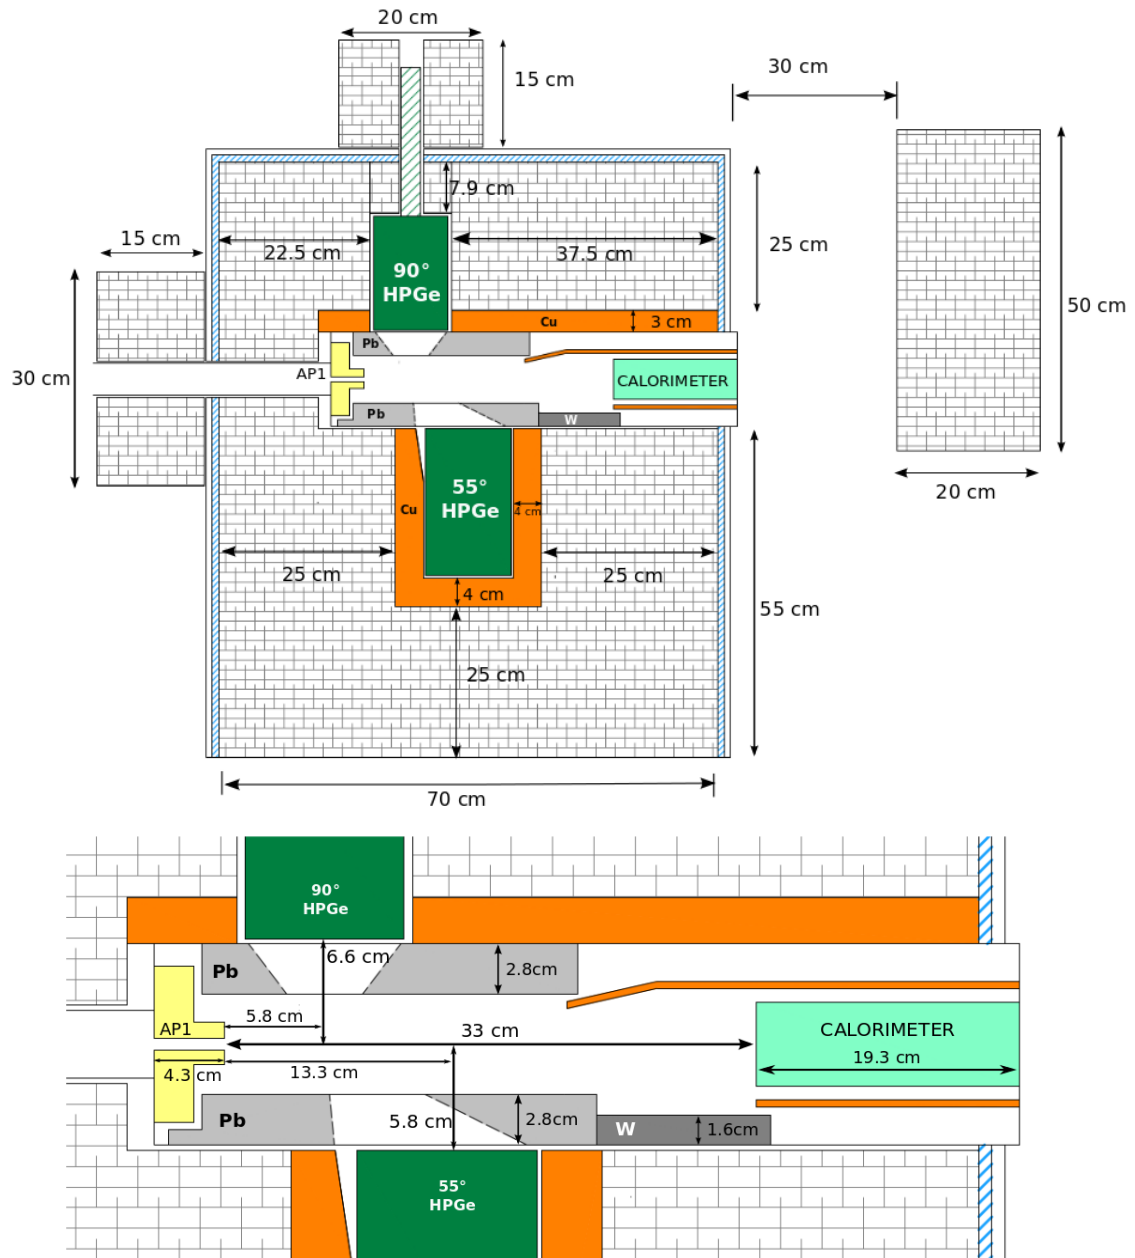 20 cm
15 cm
30 cm
7.9 cm
15 cm
22.5 cm
37.5 cm
25 cm
90°
HPGe
50 cm
Cu
3 cm
Pb
30 cm
AP1
CALORIMETER
Pb
W
55°
HPGe
Cu
4 cm
20 cm
25 cm
25 cm
4 cm
55 cm
25 cm
70 cm
90°
HPGe
6.6 cm
Pb
2.8cm
5.8 cm
AP1
33 cm
CALORIMETER
19.3 cm
4.3 cm
13.3 cm
Pb
5.8 cm
2.8cm
W
1.6cm
55°
HPGe